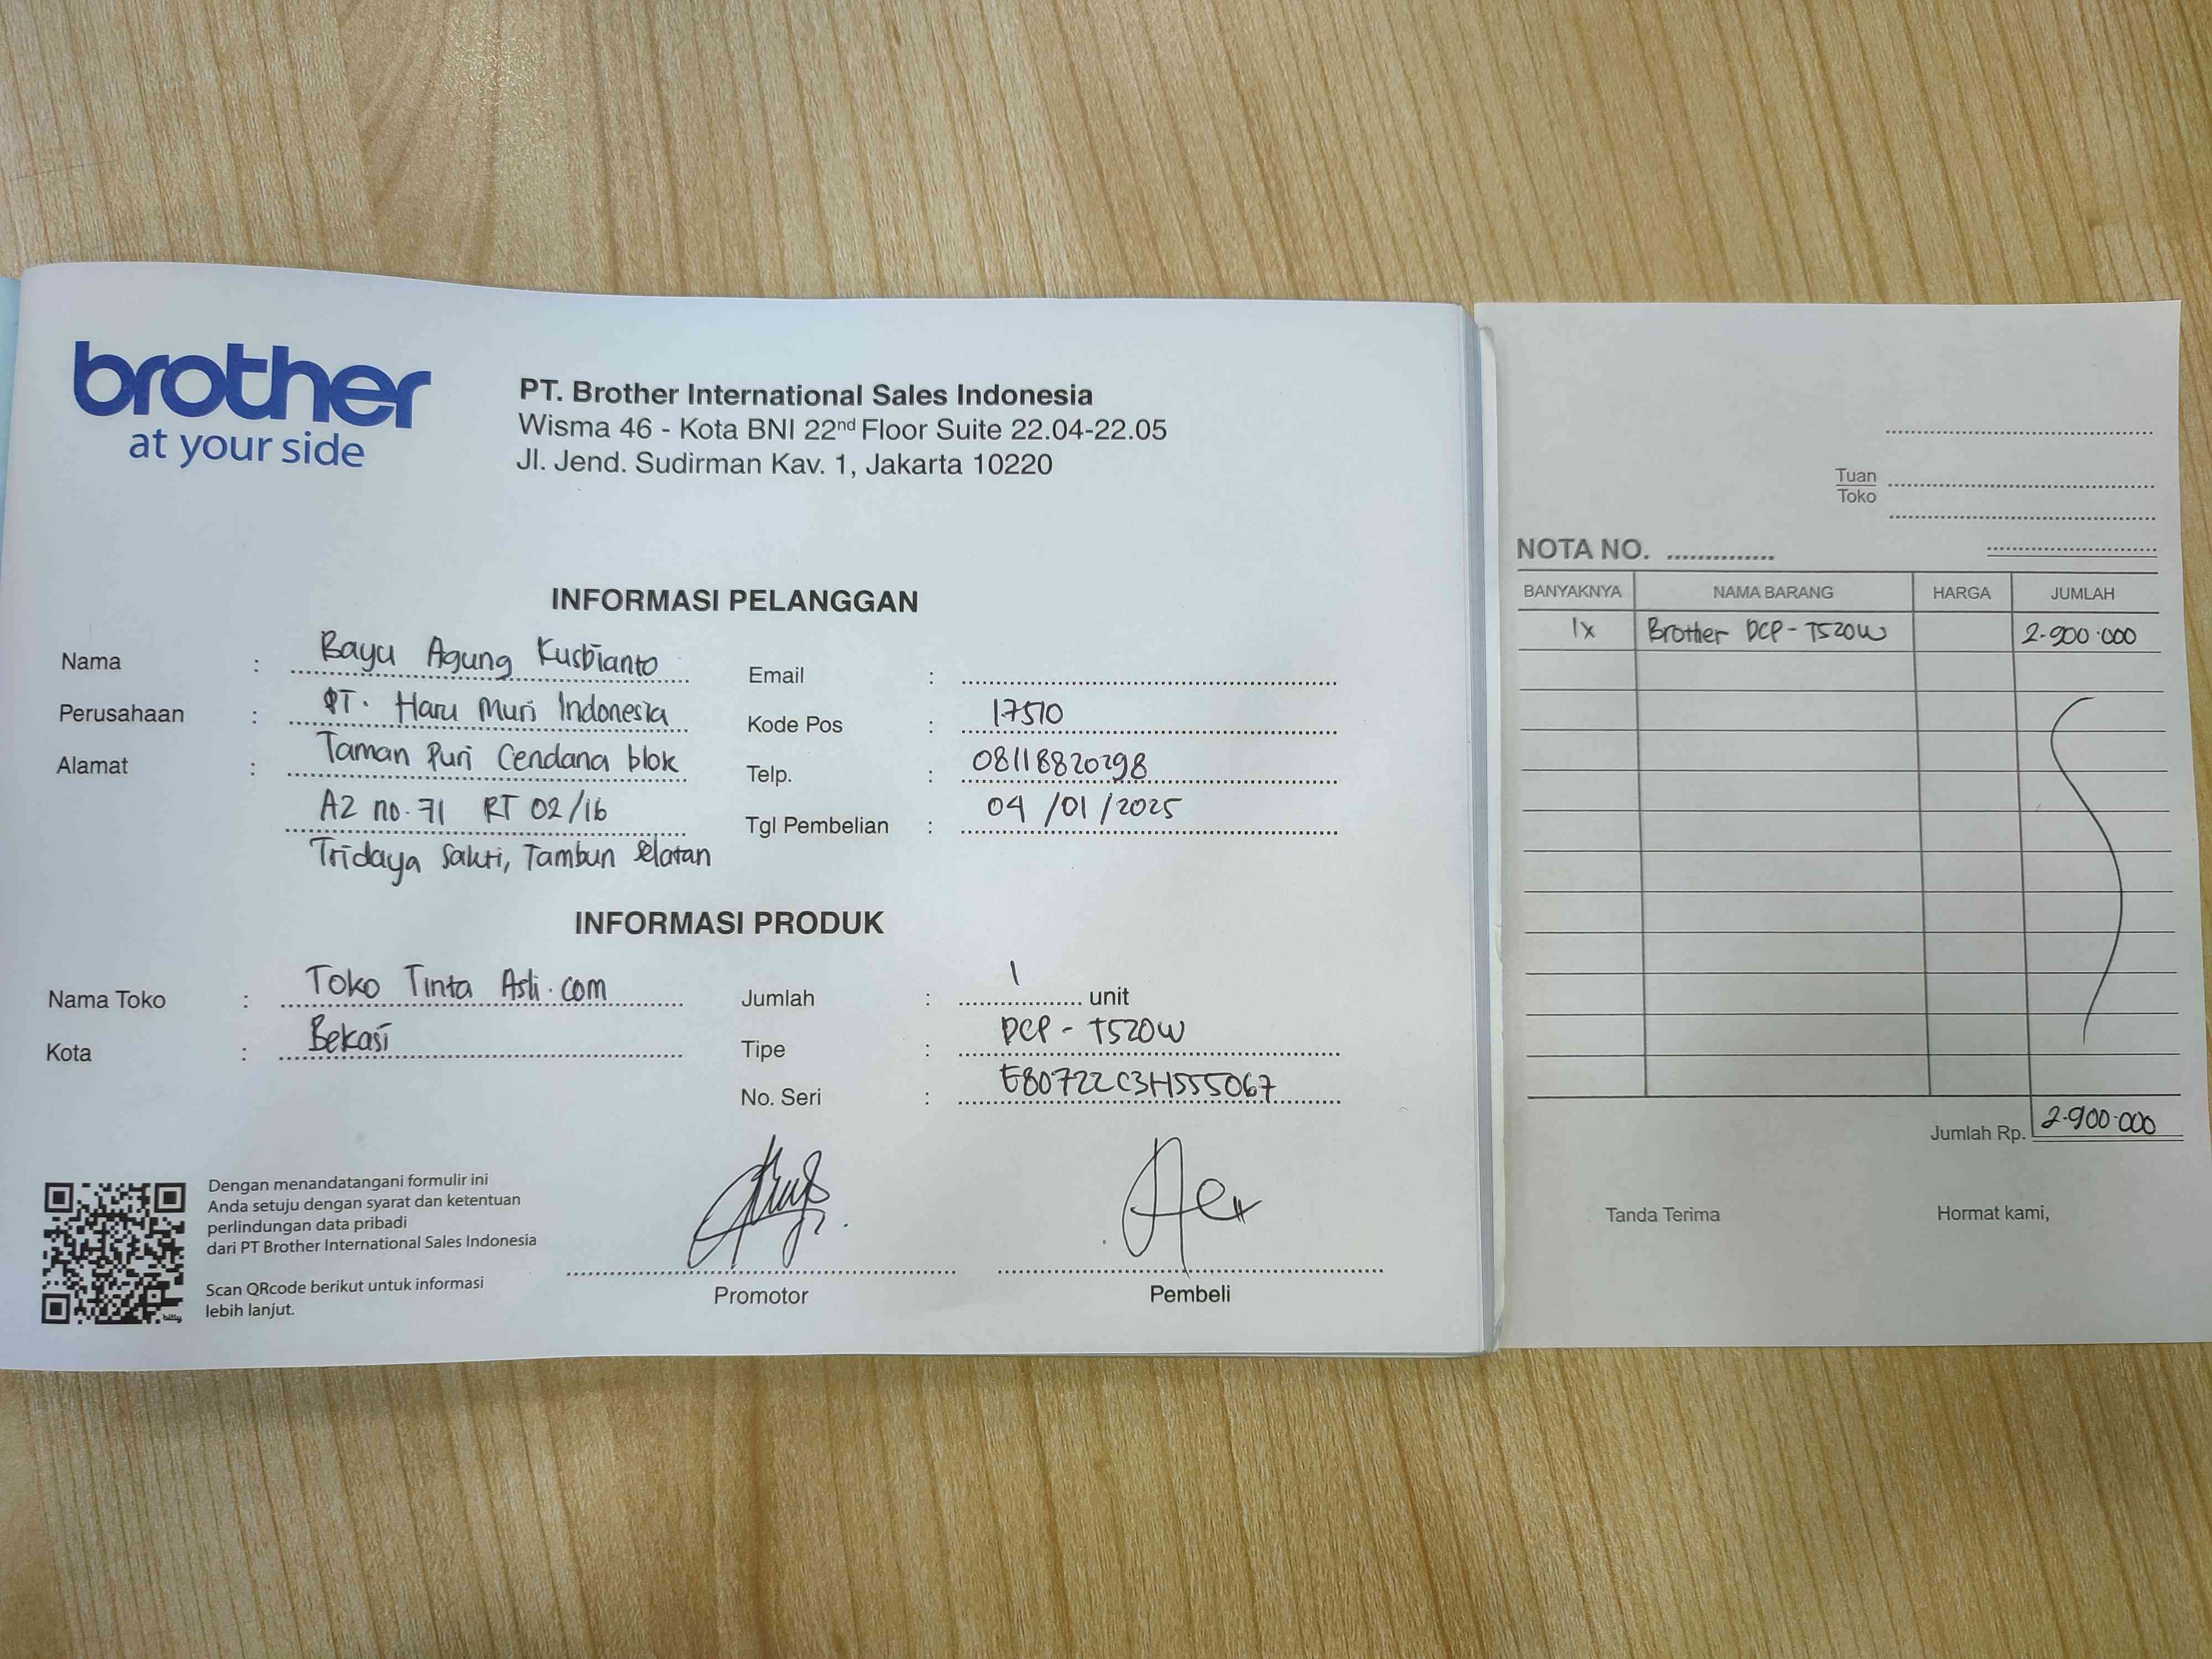 brother
at your side
PT. Brother International Sales Indonesia
Wisma 46 - Kota BNI 22nd Floor Suite 22.04-22.05
Jl. Jend. Sudirman Kav. 1, Jakarta 10220
INFORMASI PELANGGAN
Nama : Bayu Agung Kusbianto
Perusahaan : PT. Haru Muri Indonesia
Alamat : Taman Puri Cendana blok
A2 no. 71 RT 02/16
Tridaya Sakti, Tambun Selatan
Email :
Kode Pos : 17510
Telp. : 08118820298
Tgl Pembelian : 04 /01 /2025
INFORMASI PRODUK
Nama Toko : Toko Tinta Asli.com
Kota : Bekasi
Jumlah : 1 unit
Tipe : DCP - T520W
No. Seri : E80722C3H555067
Dengan menandatangani formulir ini
Anda setuju dengan syarat dan ketentuan
perlindungan data pribadi
dari PT Brother International Sales Indonesia
Scan QRcode berikut untuk informasi
lebih lanjut.
Promotor
Pembeli
Tuan
Toko
NOTA NO.
BANYAKNYA NAMA BARANG HARGA JUMLAH
1x Brother DCP - T520W 2.900.000
Jumlah Rp. 2.900.000
Tanda Terima Hormat kami,